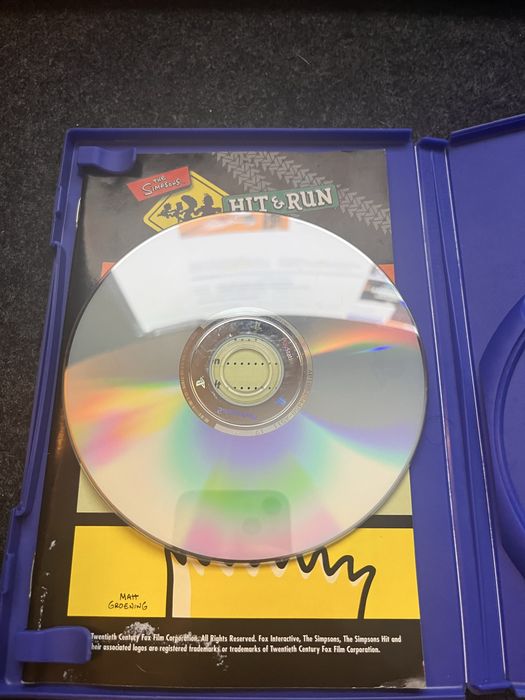 THE
SIMPSONS
HIT & RUN
MATT
GROENING
Twentieth Century Fox Film Corporation. All Rights Reserved. Fox Interactive, The Simpsons, The Simpsons Hit and
their associated logos are registered trademarks or trademarks of Twentieth Century Fox Film Corporation.